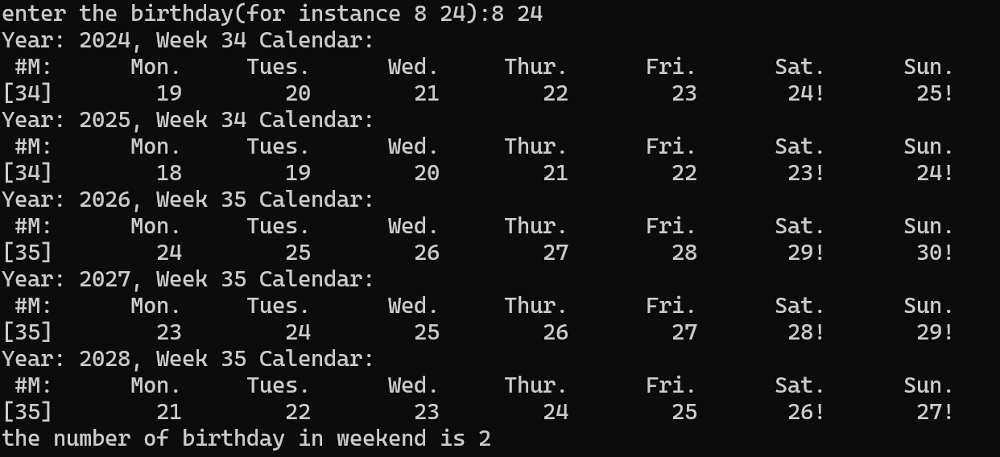 enter the birthday(for instance 8 24):8 24
Year: 2024, Week 34 Calendar:
#M: Mon. Tues. Wed. Thur. Fri. Sat. Sun.
[34] 19 20 21 22 23 24! 25!
Year: 2025, Week 34 Calendar:
#M: Mon. Tues. Wed. Thur. Fri. Sat. Sun.
[34] 18 19 20 21 22 23! 24!
Year: 2026, Week 35 Calendar:
#M: Mon. Tues. Wed. Thur. Fri. Sat. Sun.
[35] 24 25 26 27 28 29! 30!
Year: 2027, Week 35 Calendar:
#M: Mon. Tues. Wed. Thur. Fri. Sat. Sun.
[35] 23 24 25 26 27 28! 29!
Year: 2028, Week 35 Calendar:
#M: Mon. Tues. Wed. Thur. Fri. Sat. Sun.
[35] 21 22 23 24 25 26! 27!
the number of birthday in weekend is 2